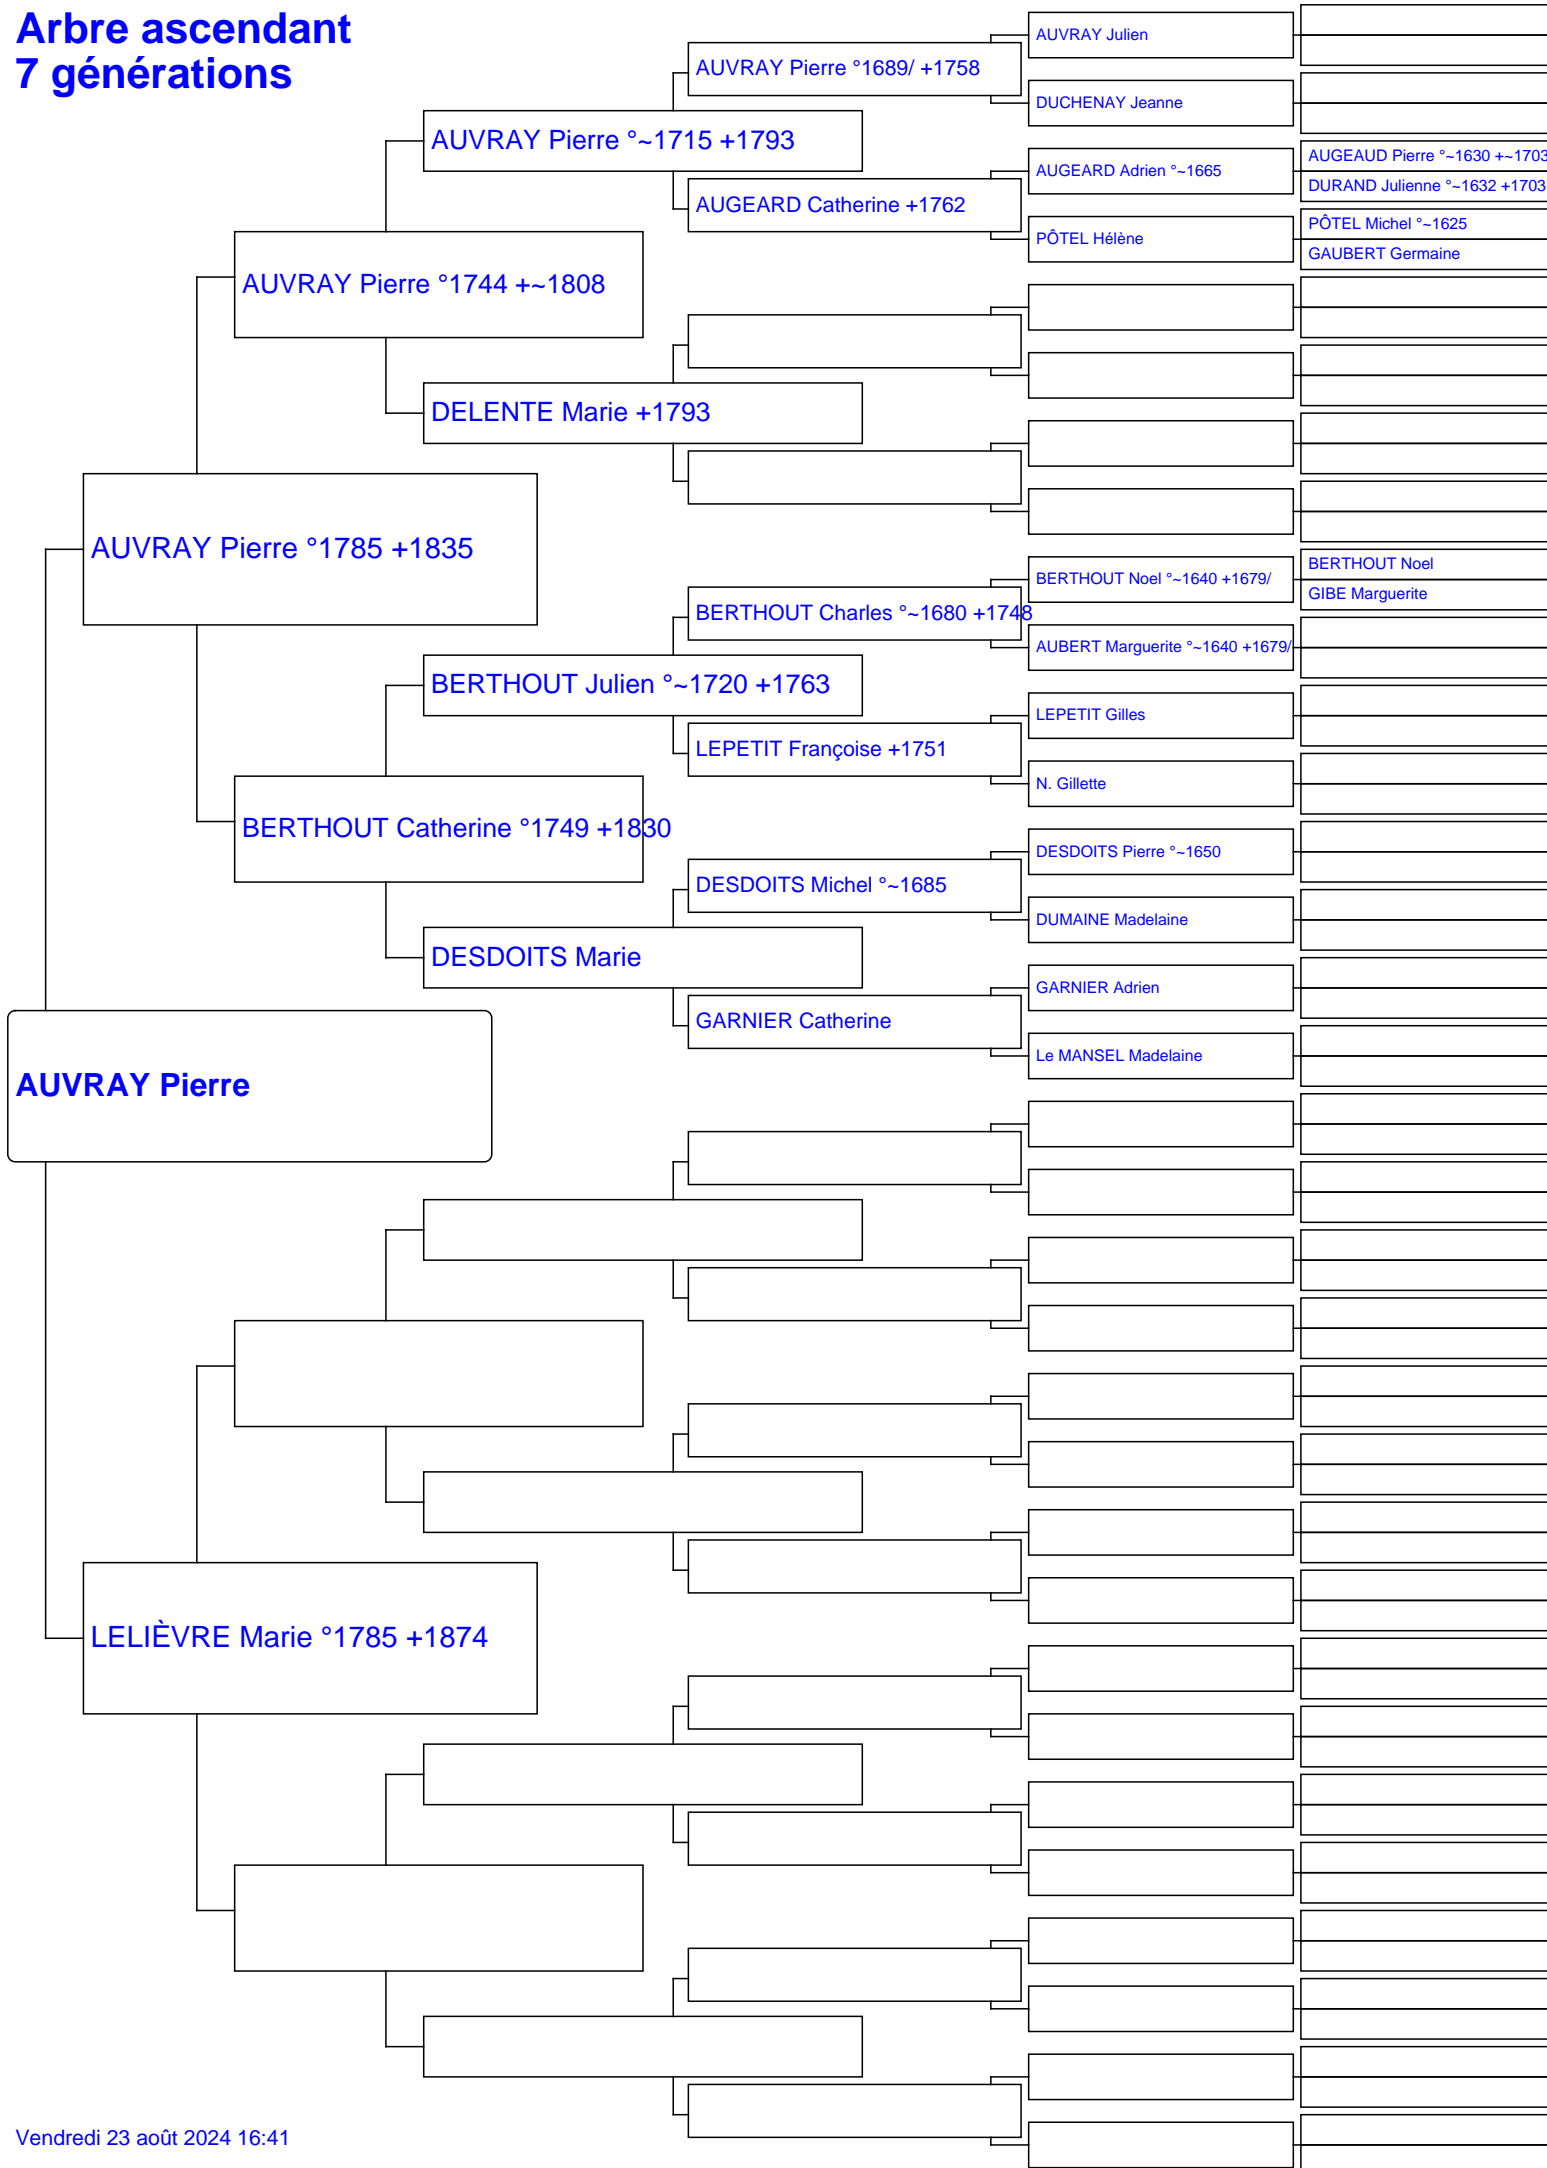 Arbre ascendant
7 générations
AUVRAY Julien
AUVRAY Pierre °1689/ +1758
DUCHENAY Jeanne
AUVRAY Pierre °~1715 +1793
AUGEAUD Pierre °~1630 +~1703
AUGEARD Adrien °~1665
DURAND Julienne °~1632 +1703
AUGEARD Catherine +1762
PÔTEL Michel °~1625
PÔTEL Hélène
GAUBERT Germaine
AUVRAY Pierre °1744 +~1808
DELENTE Marie +1793
AUVRAY Pierre °1785 +1835
BERTHOUT Noel
BERTHOUT Noel °~1640 +1679/
GIBE Marguerite
BERTHOUT Charles °~1680 +1748
AUBERT Marguerite °~1640 +1679/
BERTHOUT Julien °~1720 +1763
LEPETIT Gilles
LEPETIT Françoise +1751
N. Gillette
BERTHOUT Catherine °1749 +1830
DESDOITS Pierre °~1650
DESDOITS Michel °~1685
DUMAINE Madelaine
DESDOITS Marie
GARNIER Adrien
GARNIER Catherine
Le MANSEL Madelaine
AUVRAY Pierre
LELIÈVRE Marie °1785 +1874
Vendredi 23 août 2024 16:41